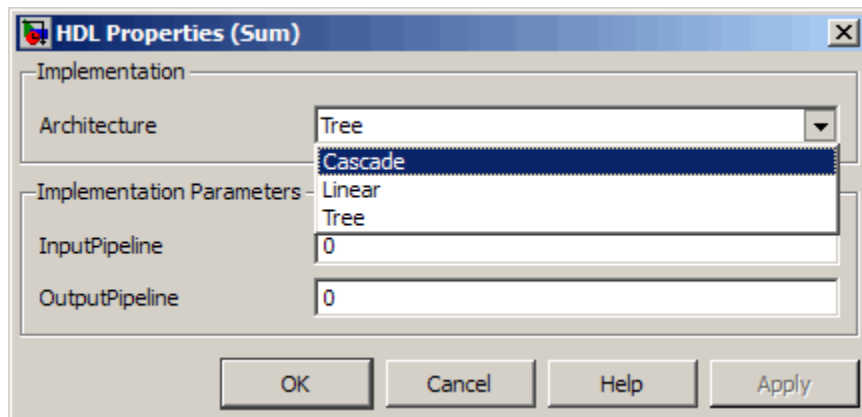 HDL Properties (Sum)
Implementation
Architecture Tree
Cascade
Linear
Tree
Implementation Parameters
InputPipeline 0
OutputPipeline 0
OK Cancel Help Apply